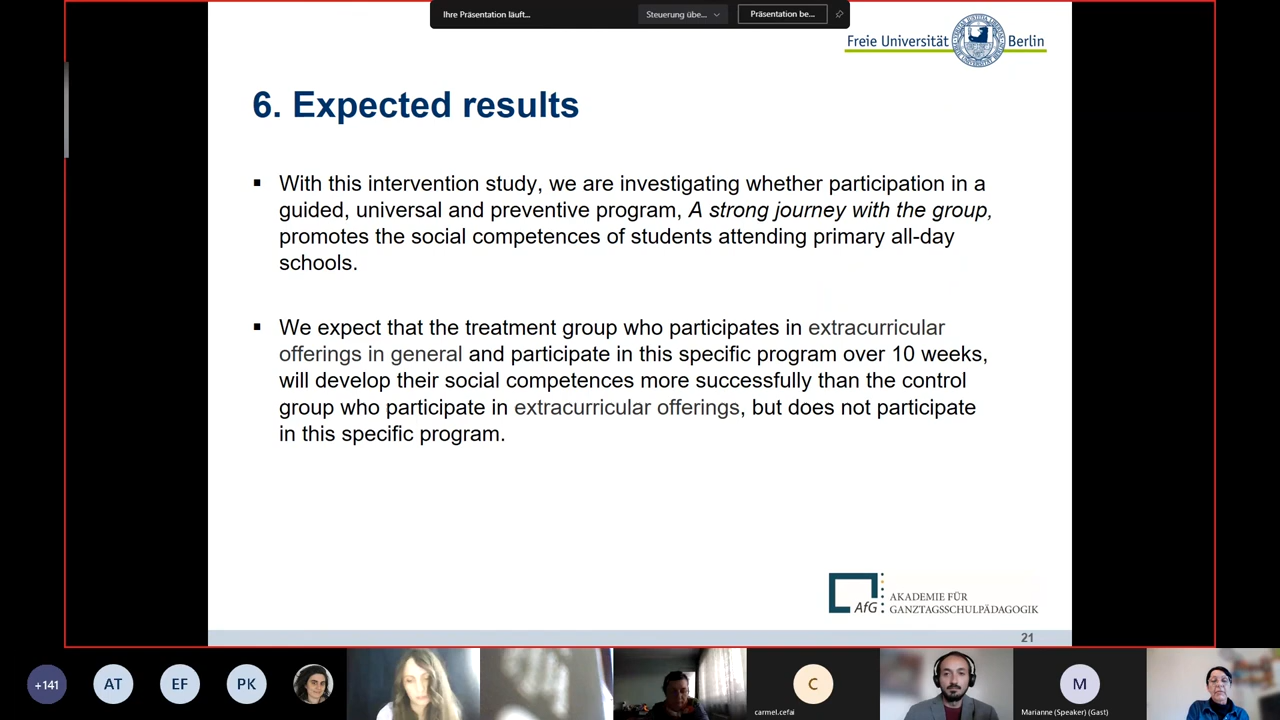 Ihre Präsentation läuft...
Steuerung übe...
Präsentation be...
Freie Universität Berlin
6. Expected results
▪ With this intervention study, we are investigating whether participation in a
guided, universal and preventive program, A strong journey with the group,
promotes the social competences of students attending primary all-day
schools.
▪ We expect that the treatment group who participates in extracurricular
offerings in general and participate in this specific program over 10 weeks,
will develop their social competences more successfully than the control
group who participate in extracurricular offerings, but does not participate
in this specific program.
AfG
AKADEMIE FÜR
GANZTAGSSCHULPÄDAGOGIK
21
+141
AT
EF
PK
C
carmel.cefai
M
Marianne (Speaker) (Gast)